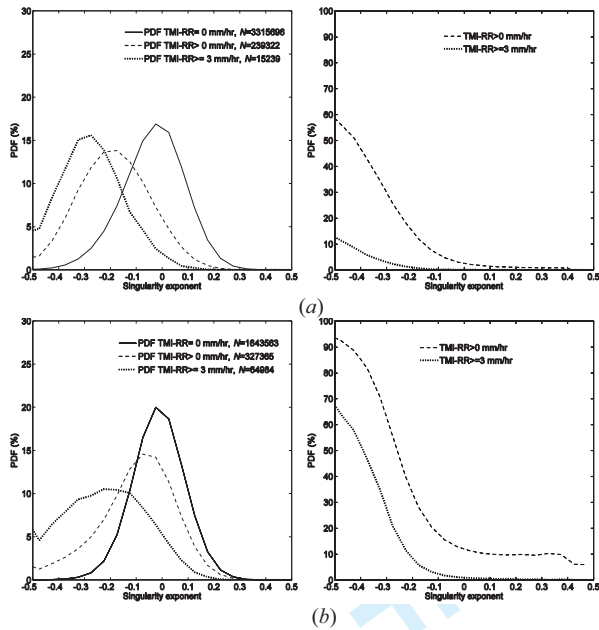 PDF TMI-RR= 0 mm/hr, N=3315696
PDF TMI-RR> 0 mm/hr, N=239322
PDF TMI-RR>= 3 mm/hr, N=15239
PDF (%)
30
25
20
15
10
5
0
-0.5 -0.4 -0.3 -0.2 -0.1 0 0.1 0.2 0.3 0.4 0.5
Singularity exponent
TMI-RR>0 mm/hr
TMI-RR>=3 mm/hr
PDF (%)
100
90
80
70
60
50
40
30
20
10
0
-0.5 -0.4 -0.3 -0.2 -0.1 0 0.1 0.2 0.3 0.4 0.5
Singularity exponent
(a)
PDF TMI-RR= 0 mm/hr, N=1643563
PDF TMI-RR> 0 mm/hr, N=327365
PDF TMI-RR>= 3 mm/hr, N=64984
PDF (%)
30
25
20
15
10
5
0
-0.5 -0.4 -0.3 -0.2 -0.1 0 0.1 0.2 0.3 0.4 0.5
Singularity exponent
TMI-RR>0 mm/hr
TMI-RR>=3 mm/hr
PDF (%)
100
90
80
70
60
50
40
30
20
10
0
-0.5 -0.4 -0.3 -0.2 -0.1 0 0.1 0.2 0.3 0.4 0.5
Singularity exponent
(b)